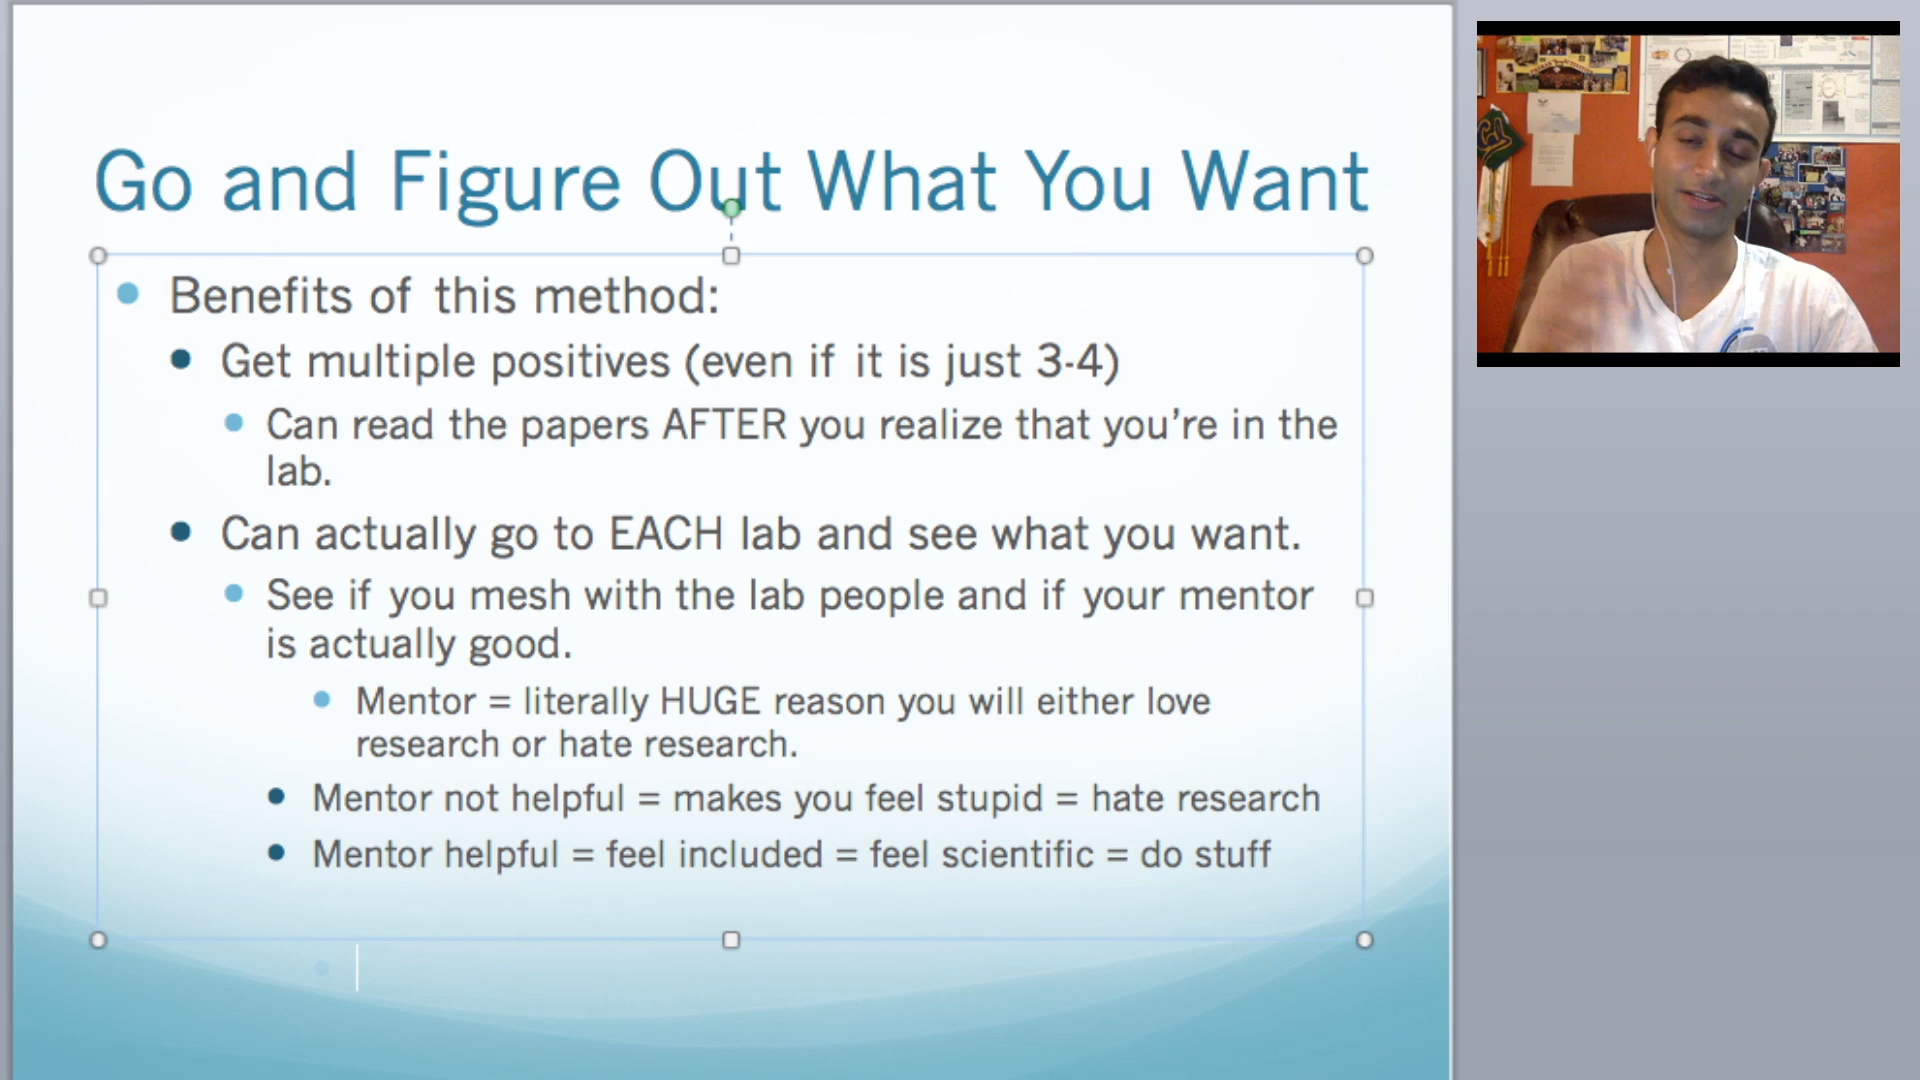 Go and Figure Out What You Want
Benefits of this method:
Get multiple positives (even if it is just 3-4)
Can read the papers AFTER you realize that you're in the
lab.
Can actually go to EACH lab and see what you want.
See if you mesh with the lab people and if your mentor
is actually good.
Mentor = literally HUGE reason you will either love
research or hate research.
Mentor not helpful = makes you feel stupid = hate research
Mentor helpful = feel included = feel scientific = do stuff